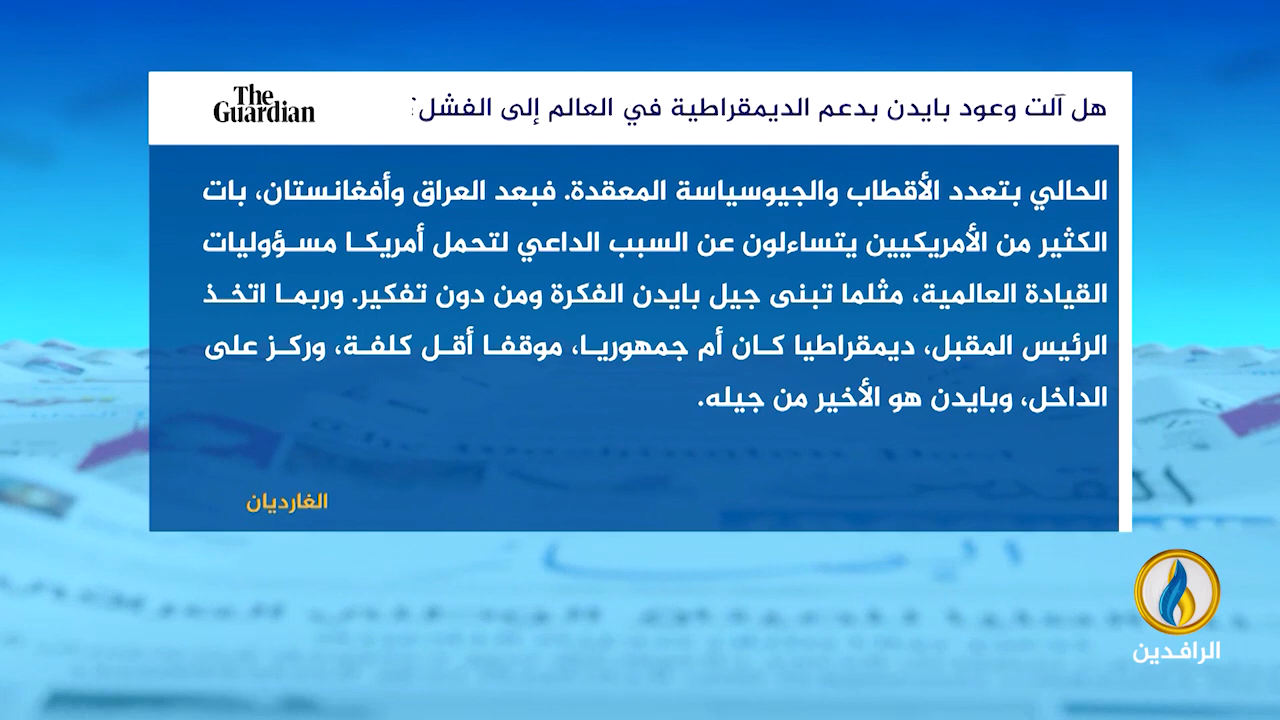 The
Guardian
هل آلت وعود بايدن بدعم الديمقراطية في العالم إلى الفشل؟
الحالي بتعدد الأقطاب والجيوسياسة المعقدة. فبعد العراق وأفغانستان، بات
الكثير من الأمريكيين يتساءلون عن السبب الداعي لتحمل أمريكا مسؤوليات
القيادة العالمية، مثلما تبنى جيل بايدن الفكرة ومن دون تفكير. وربما اتخذ
الرئيس المقبل، ديمقراطيا كان أم جمهوريا، موقفا أقل كلفة، وركز على
الداخل، وبايدن هو الأخير من جيله.
الغارديان
الرافدين